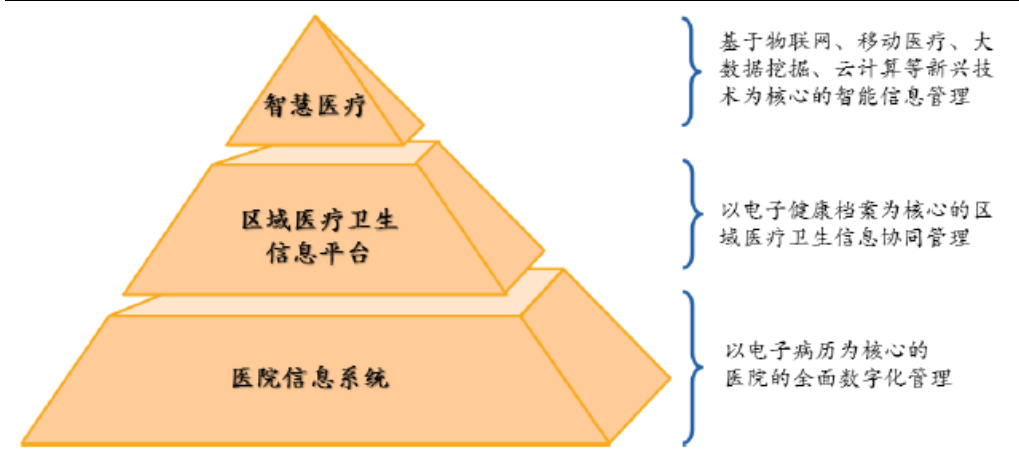 智慧医疗
基于物联网、移动医疗、大
数据挖掘、云计算等新兴技
术为核心的智能信息管理
区域医疗卫生
信息平台
以电子健康档案为核心的区
域医疗卫生信息协同管理
医院信息系统
以电子病历为核心的
医院的全面数字化管理